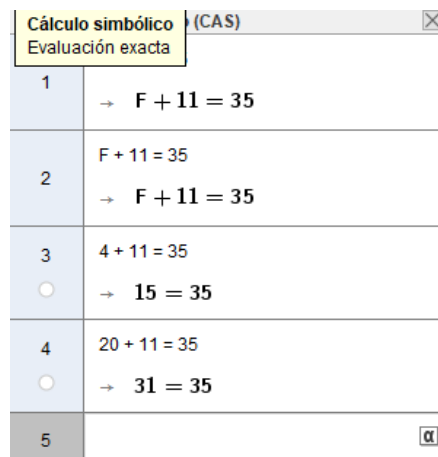 Cálculo simbólico (CAS)
Evaluación exacta
1
→ F + 11 = 35
2
F + 11 = 35
→ F + 11 = 35
3
4 + 11 = 35
→ 15 = 35
4
20 + 11 = 35
→ 31 = 35
5
α